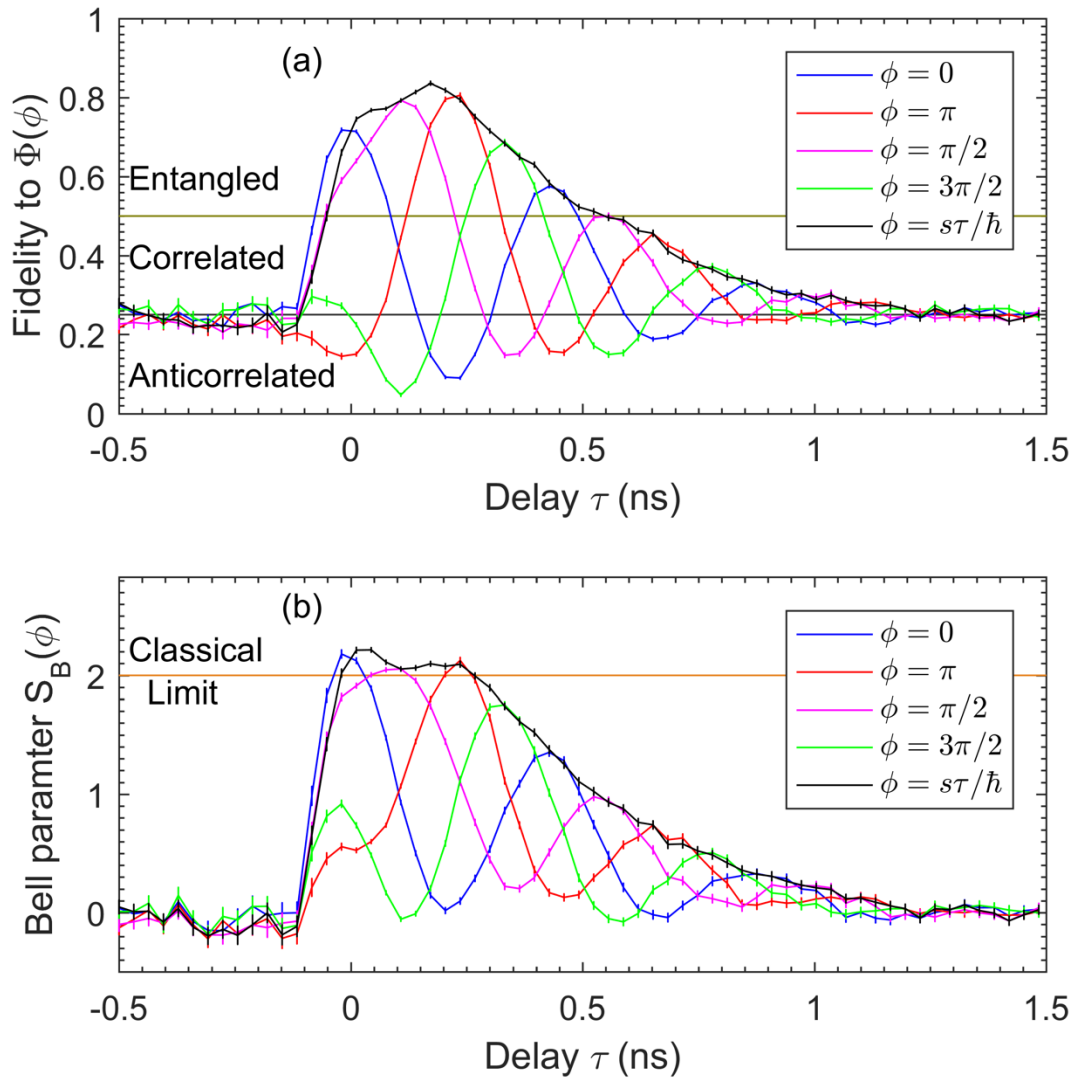 (a)
Fidelity to Φ(ϕ)
1
0.8
0.6
0.4
0.2
0
Entangled
Correlated
Anticorrelated
ϕ = 0
ϕ = π
ϕ = π/2
ϕ = 3π/2
ϕ = sτ/ħ
-0.5
0
0.5
1
1.5
Delay τ (ns)
(b)
Bell paramter S_B(ϕ)
2
1
0
Classical
Limit
ϕ = 0
ϕ = π
ϕ = π/2
ϕ = 3π/2
ϕ = sτ/ħ
-0.5
0
0.5
1
1.5
Delay τ (ns)